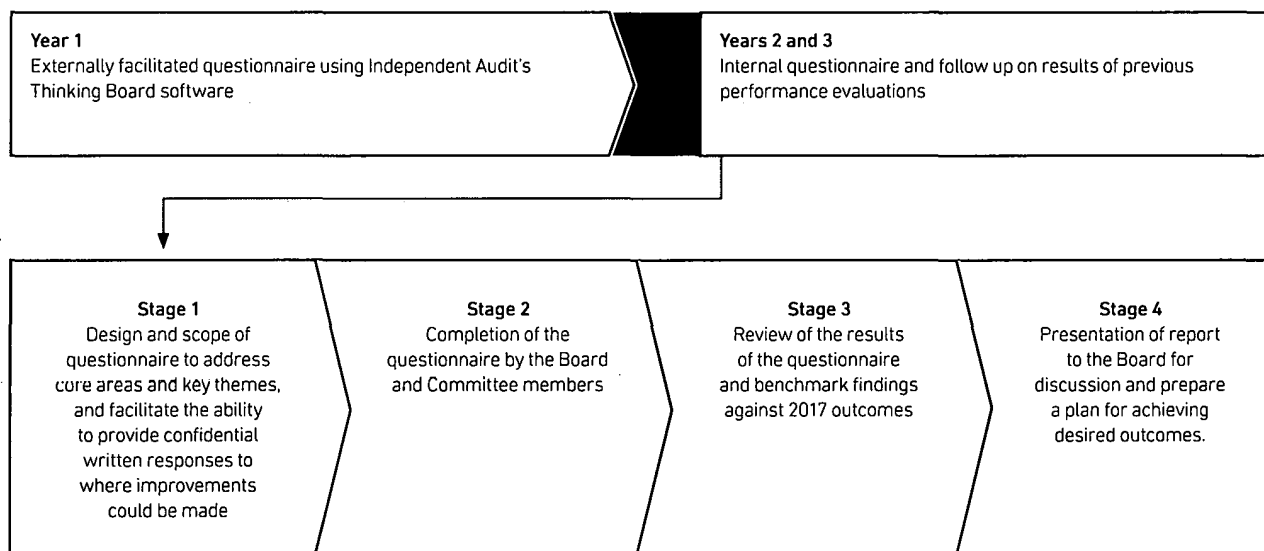 Year 1
Externally facilitated questionnaire using Independent Audit's
Thinking Board software
Years 2 and 3
Internal questionnaire and follow up on results of previous
performance evaluations
Stage 1
Design and scope of
questionnaire to address
core areas and key themes,
and facilitate the ability
to provide confidential
written responses to
where improvements
could be made
Stage 2
Completion of the
questionnaire by the Board
and Committee members
Stage 3
Review of the results
of the questionnaire
and benchmark findings
against 2017 outcomes
Stage 4
Presentation of report
to the Board for
discussion and prepare
a plan for achieving
desired outcomes.